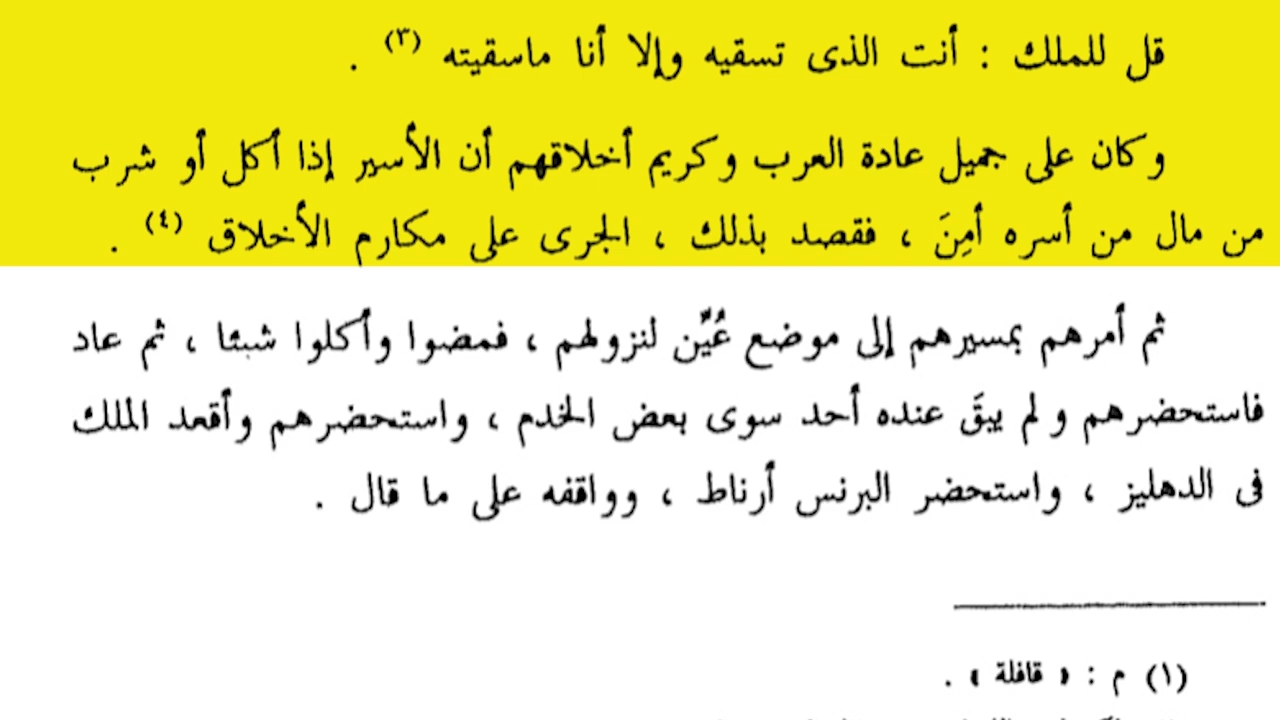 قل للملك : أنت الذى تسقيه وإلا أنا ماسقيته (٣) .
وكان على جميل عادة العرب وكريم أخلاقهم أن الأسير إذا أكل أو شرب
من مال من أسره أمِنَ ، فقصد بذلك ، الجرى على مكارم الأخلاق (٤) .
ثم أمرهم بمسيرهم إلى موضع عُيِّن لنزولهم ، فمضوا وأكلوا شيئا ، ثم عاد
فاستحضرهم ولم يبقَ عنده أحد سوى بعض الخدم ، واستحضرهم وأقعد الملك
فى الدهليز ، واستحضر البرنس أرناط ، وواقفه على ما قال .
(١) م : « قافلة » .